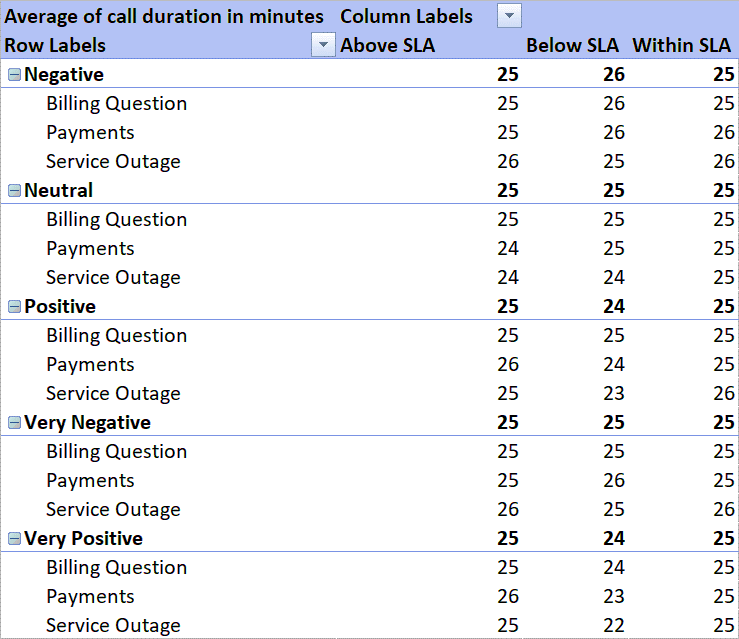 Average of call duration in minutes Column Labels
Row Labels Above SLA Below SLA Within SLA
Negative 25 26 25
Billing Question 25 26 25
Payments 25 26 26
Service Outage 26 25 26
Neutral 25 25 25
Billing Question 25 25 25
Payments 24 25 25
Service Outage 24 24 25
Positive 25 24 25
Billing Question 25 25 25
Payments 26 24 25
Service Outage 25 23 26
Very Negative 25 25 25
Billing Question 25 25 25
Payments 25 26 25
Service Outage 26 25 26
Very Positive 25 24 25
Billing Question 25 24 25
Payments 26 23 25
Service Outage 25 22 25